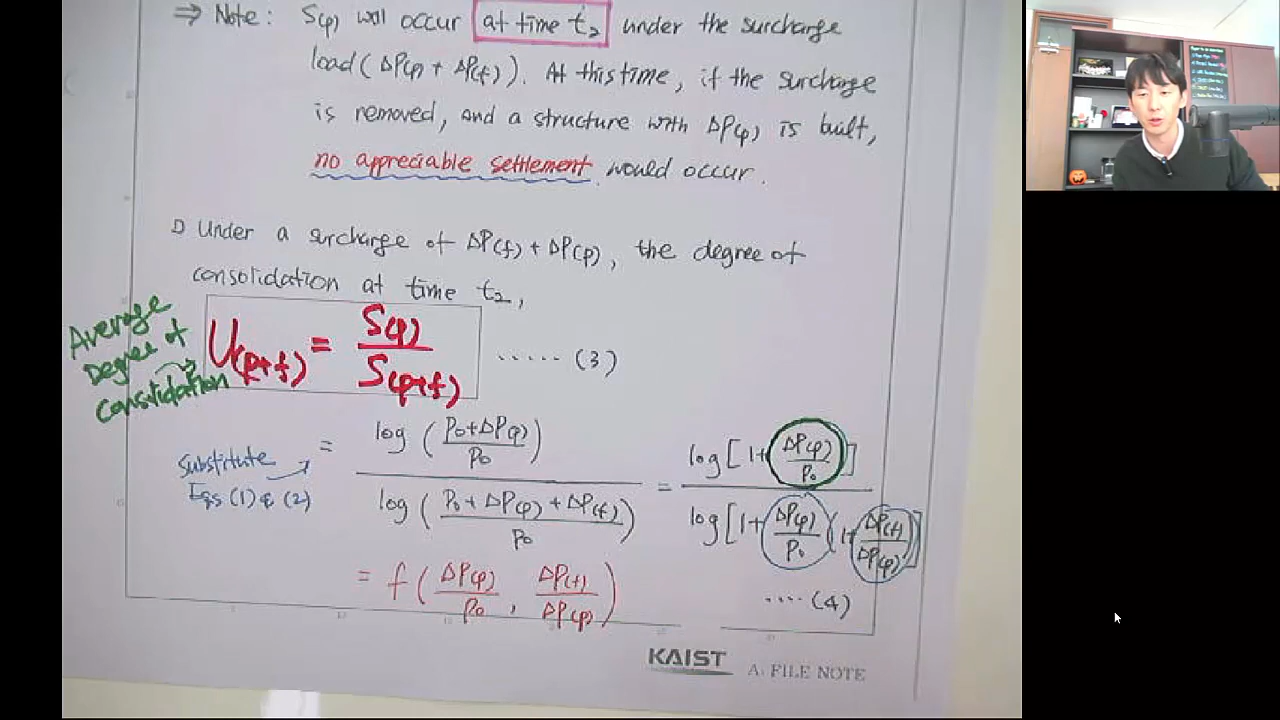 ⇒ Note: S(p) will occur at time t₂ under the surcharge
load (ΔP(p) + ΔP(f)). At this time, if the surcharge
is removed, and a structure with ΔP(p) is built,
no appreciable settlement would occur.
1) Under a surcharge of ΔP(f) + ΔP(p), the degree of
consolidation at time t₂,
Average
Degree of
Consolidation
U(p+f) = S(p) / S(p+f) ..... (3)
Substitute
Eqs (1) & (2)
= log ( (P₀+ΔP(p)) / P₀ ) / log ( (P₀ + ΔP(p) + ΔP(f)) / P₀ ) = log [ 1 + ΔP(p)/P₀ ] / log [ 1 + ΔP(p)/P₀ ( 1 + ΔP(f)/ΔP(p) ) ]
= f ( ΔP(p)/P₀ , ΔP(f)/ΔP(p) )
.... (4)
KAIST A. FILE NOTE